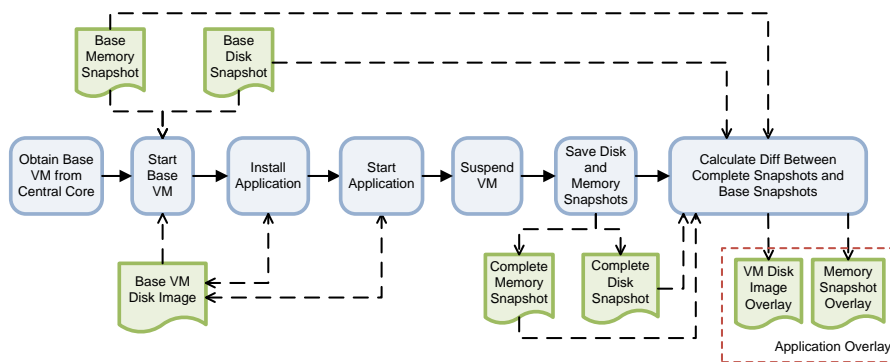 Base
Memory
Snapshot
Base
Disk
Snapshot
Obtain Base
VM from
Central Core
Start
Base
VM
Install
Application
Start
Application
Suspend
VM
Save Disk
and
Memory
Snapshots
Calculate Diff Between
Complete Snapshots and
Base Snapshots
Base VM
Disk Image
Complete
Memory
Snapshot
Complete
Disk
Snapshot
VM Disk
Image
Overlay
Memory
Snapshot
Overlay
Application Overlay